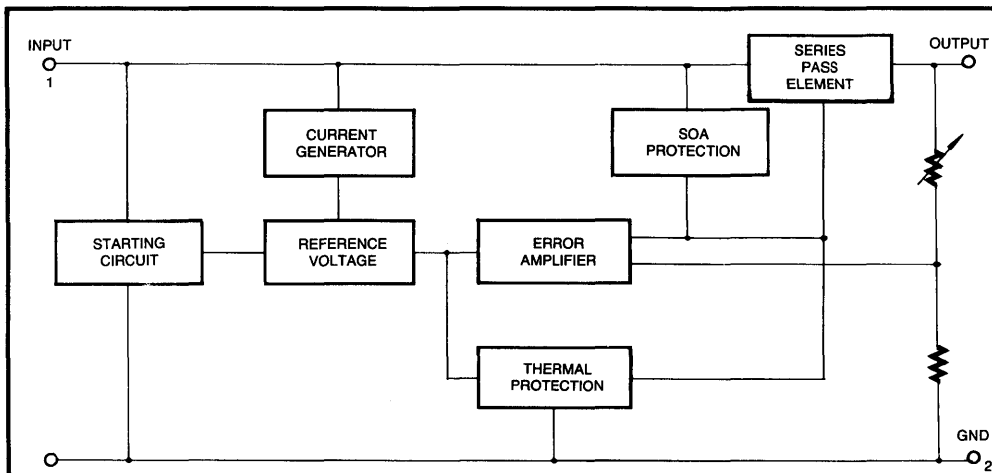 INPUT
1
SERIES
PASS
ELEMENT
OUTPUT
CURRENT
GENERATOR
SOA
PROTECTION
STARTING
CIRCUIT
REFERENCE
VOLTAGE
ERROR
AMPLIFIER
THERMAL
PROTECTION
GND
2